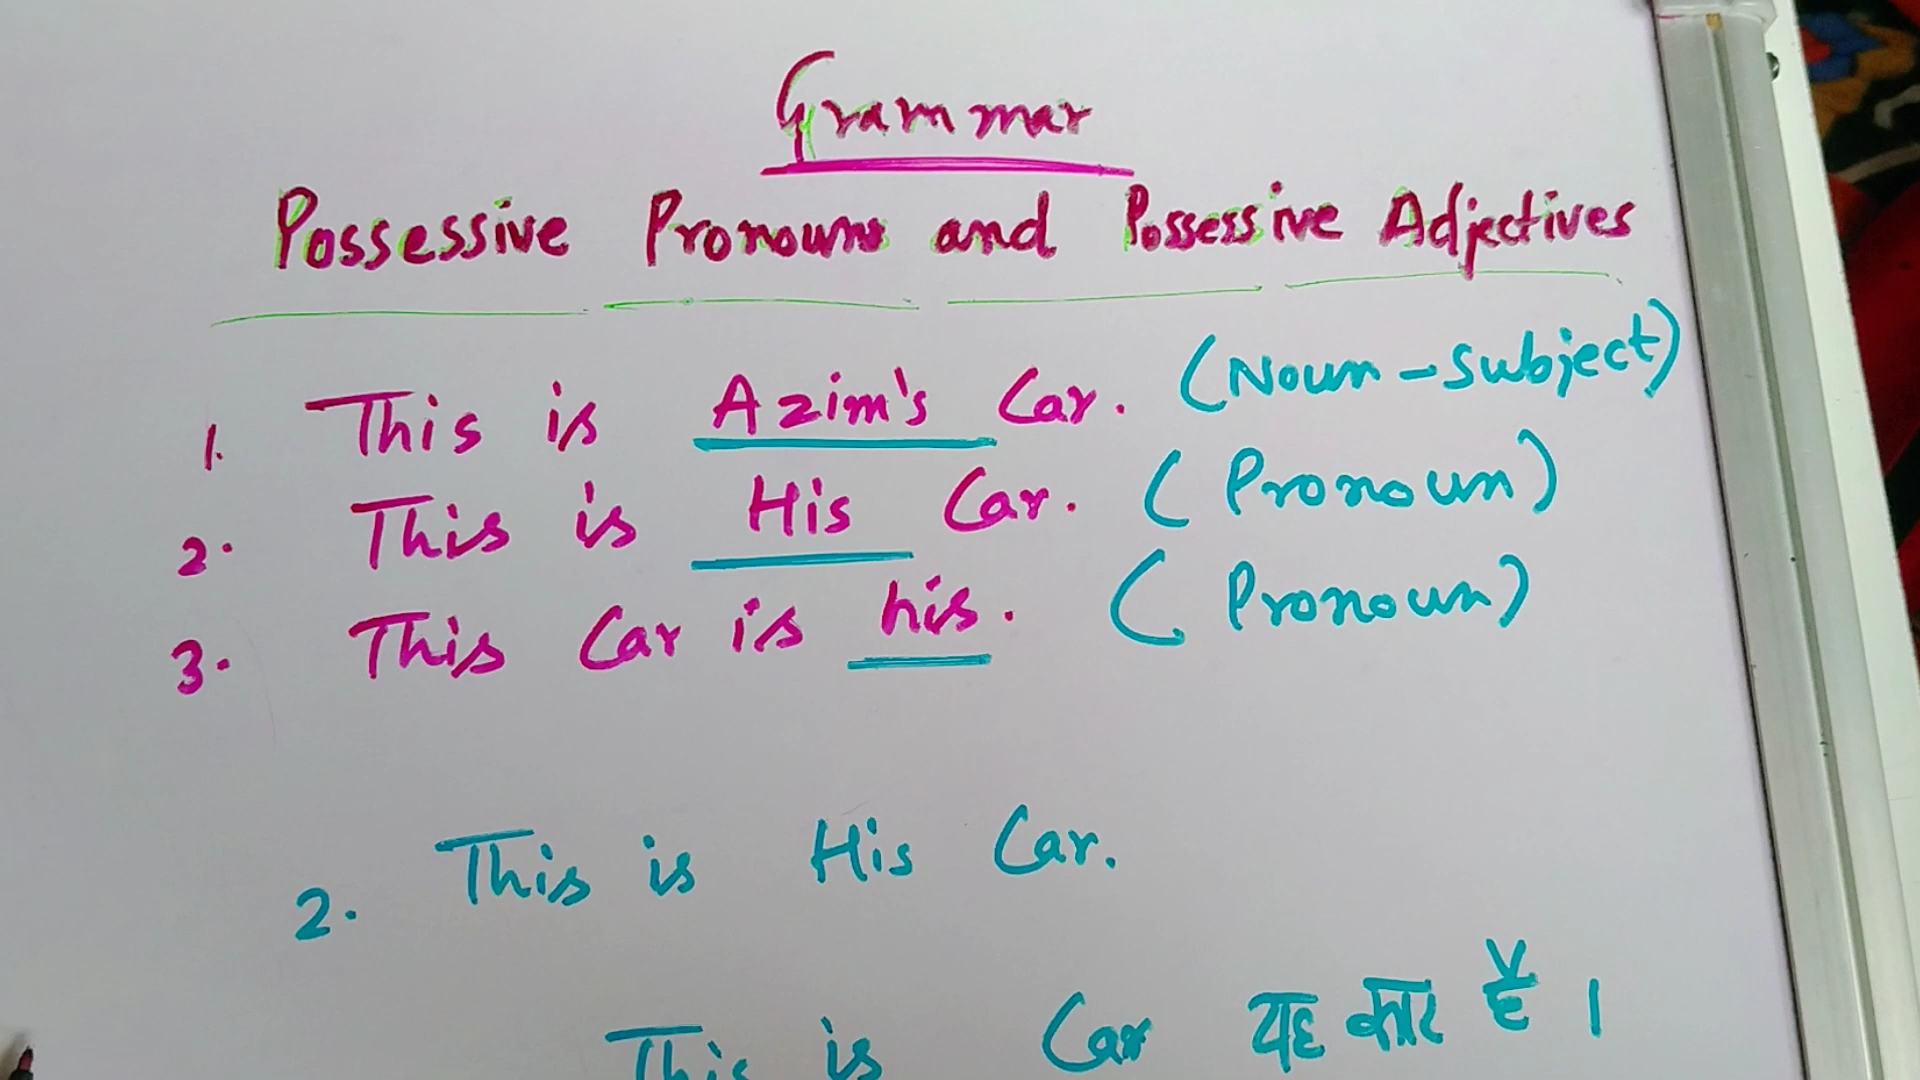 Grammar
Possessive Pronouns and Possessive Adjectives
1. This is Azim's Car. (Noun-subject)
2. This is His Car. (Pronoun)
3. This Car is his. (Pronoun)
2. This is His Car.
This is Car यह कार है।